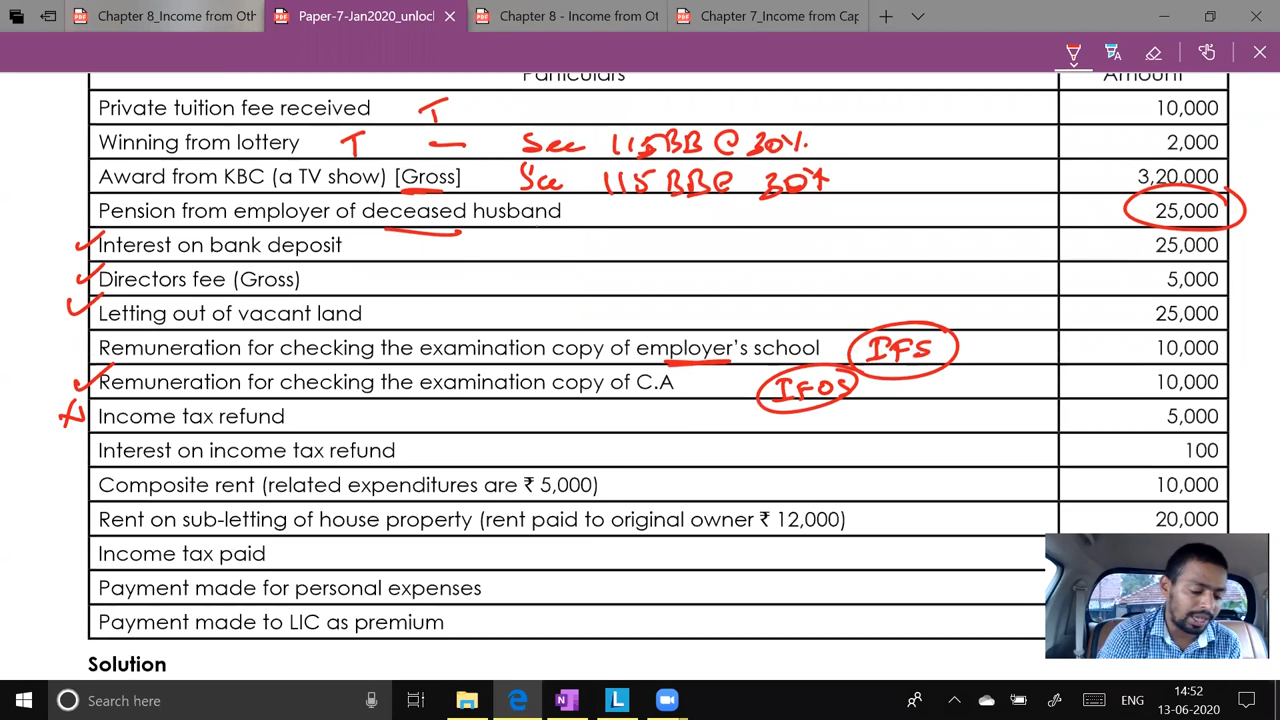 Chapter 8_Income from Oth
Paper-7-Jan2020_unlocl
Chapter 8 - Income from Ot
Chapter 7_Income from Cap
Particulars Amount
Private tuition fee received T 10,000
Winning from lottery T – Sec 115BB @ 30% 2,000
Award from KBC (a TV show) [Gross] Sec 115BB @ 30% 3,20,000
Pension from employer of deceased husband 25,000
Interest on bank deposit 25,000
Directors fee (Gross) 5,000
Letting out of vacant land 25,000
Remuneration for checking the examination copy of employer's school IFS 10,000
Remuneration for checking the examination copy of C.A IFOS 10,000
Income tax refund 5,000
Interest on income tax refund 100
Composite rent (related expenditures are ₹ 5,000) 10,000
Rent on sub-letting of house property (rent paid to original owner ₹ 12,000) 20,000
Income tax paid
Payment made for personal expenses
Payment made to LIC as premium
Solution
Search here
ENG
14:52
13-06-2020